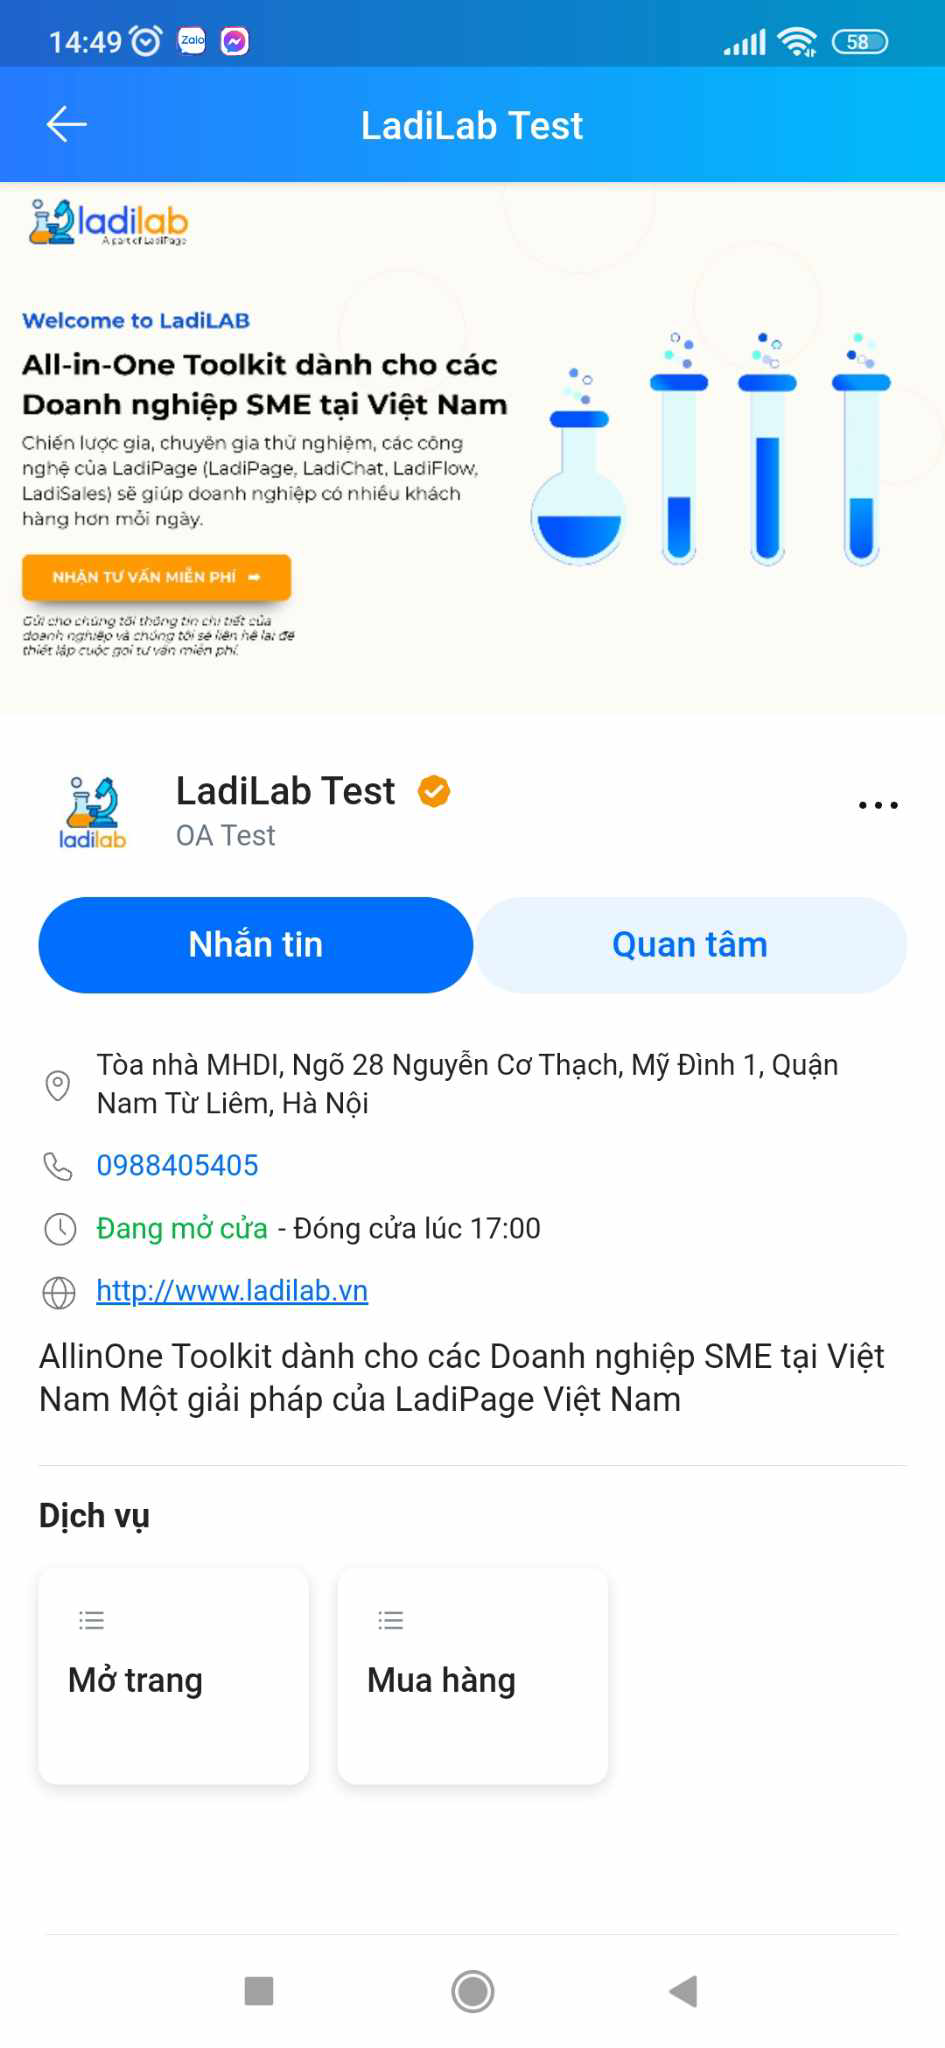 14:49
Zalo
58
LadiLab Test
ladilab
A part of LadiPage
Welcome to LadiLAB
All-in-One Toolkit dành cho các
Doanh nghiệp SME tại Việt Nam
Chiến lược gia, chuyên gia thử nghiệm, các công
nghệ của LadiPage (LadiPage, LadiChat, LadiFlow,
LadiSales) sẽ giúp doanh nghiệp có nhiều khách
hàng hơn mỗi ngày.
NHẬN TƯ VẤN MIỄN PHÍ ➡
Gửi cho chúng tôi thông tin chi tiết của
doanh nghiệp và chúng tôi sẽ liên hệ lại để
thiết lập cuộc gọi tư vấn miễn phí.
ladilab
LadiLab Test
OA Test
Nhắn tin
Quan tâm
Tòa nhà MHDI, Ngõ 28 Nguyễn Cơ Thạch, Mỹ Đình 1, Quận
Nam Từ Liêm, Hà Nội
0988405405
Đang mở cửa - Đóng cửa lúc 17:00
http://www.ladilab.vn
AllinOne Toolkit dành cho các Doanh nghiệp SME tại Việt
Nam Một giải pháp của LadiPage Việt Nam
Dịch vụ
Mở trang
Mua hàng